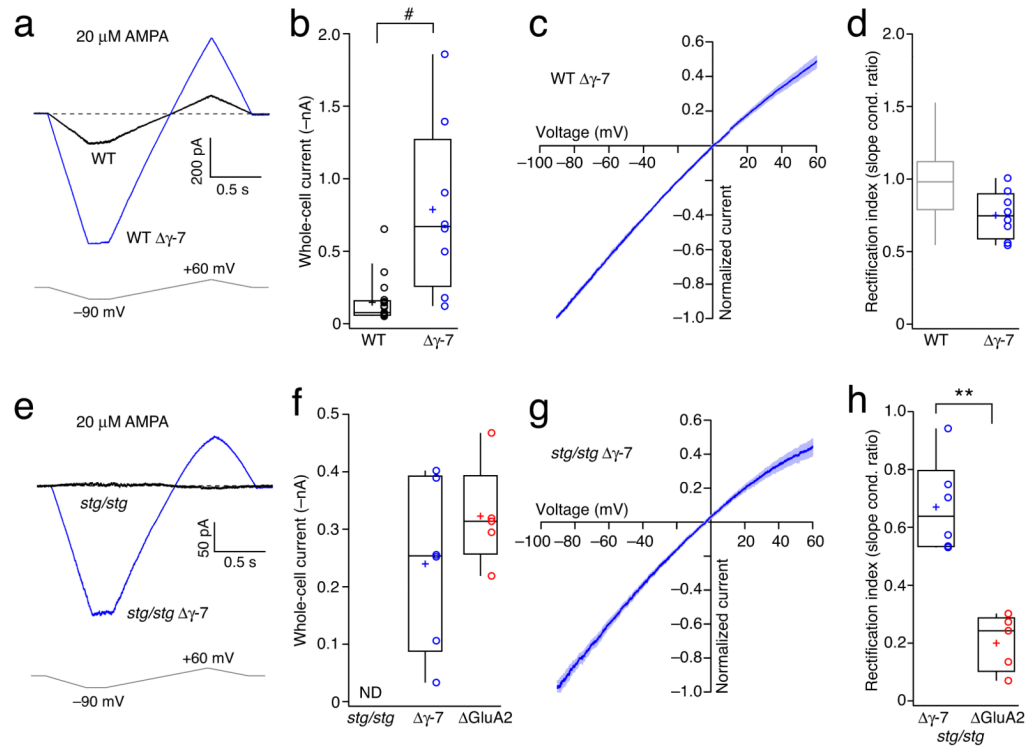 a
20 μM AMPA
WT
200 pA
0.5 s
WT Δγ-7
+60 mV
−90 mV
b
#
Whole-cell current (−nA)
2.0
1.5
1.0
0.5
0
WT
Δγ-7
c
WT Δγ-7
Voltage (mV)
−100
−80
−60
−40
20
40
60
0
0.6
0.4
0.2
−0.4
−0.6
−0.8
−1.0
Normalized current
d
Rectification index (slope cond. ratio)
2.0
1.5
1.0
0.5
0
WT
Δγ-7
e
20 μM AMPA
stg/stg
50 pA
0.5 s
stg/stg Δγ-7
+60 mV
−90 mV
f
Whole-cell current (−nA)
0.5
0.4
0.3
0.2
0.1
0
ND
stg/stg
Δγ-7
ΔGluA2
g
stg/stg Δγ-7
Voltage (mV)
−100
−80
−60
−40
0
20
40
60
0.6
0.4
0.2
−0.4
−0.6
−0.8
−1.0
Normalized current
h
**
Rectification index (slope cond. ratio)
1.0
0.8
0.6
0.4
0.2
0
Δγ-7
ΔGluA2
stg/stg